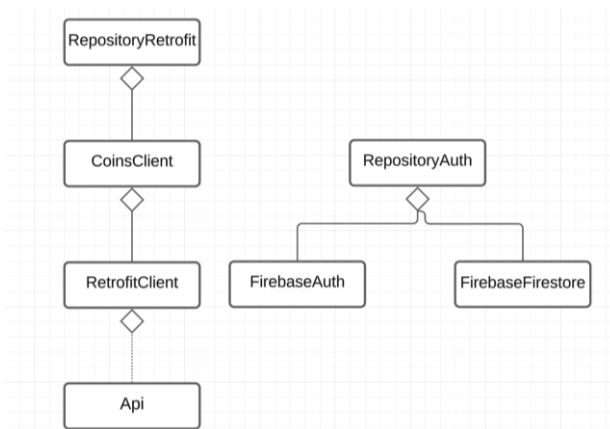 RepositoryRetrofit
CoinsClient
RepositoryAuth
RetrofitClient
FirebaseAuth
FirebaseFirestore
Api